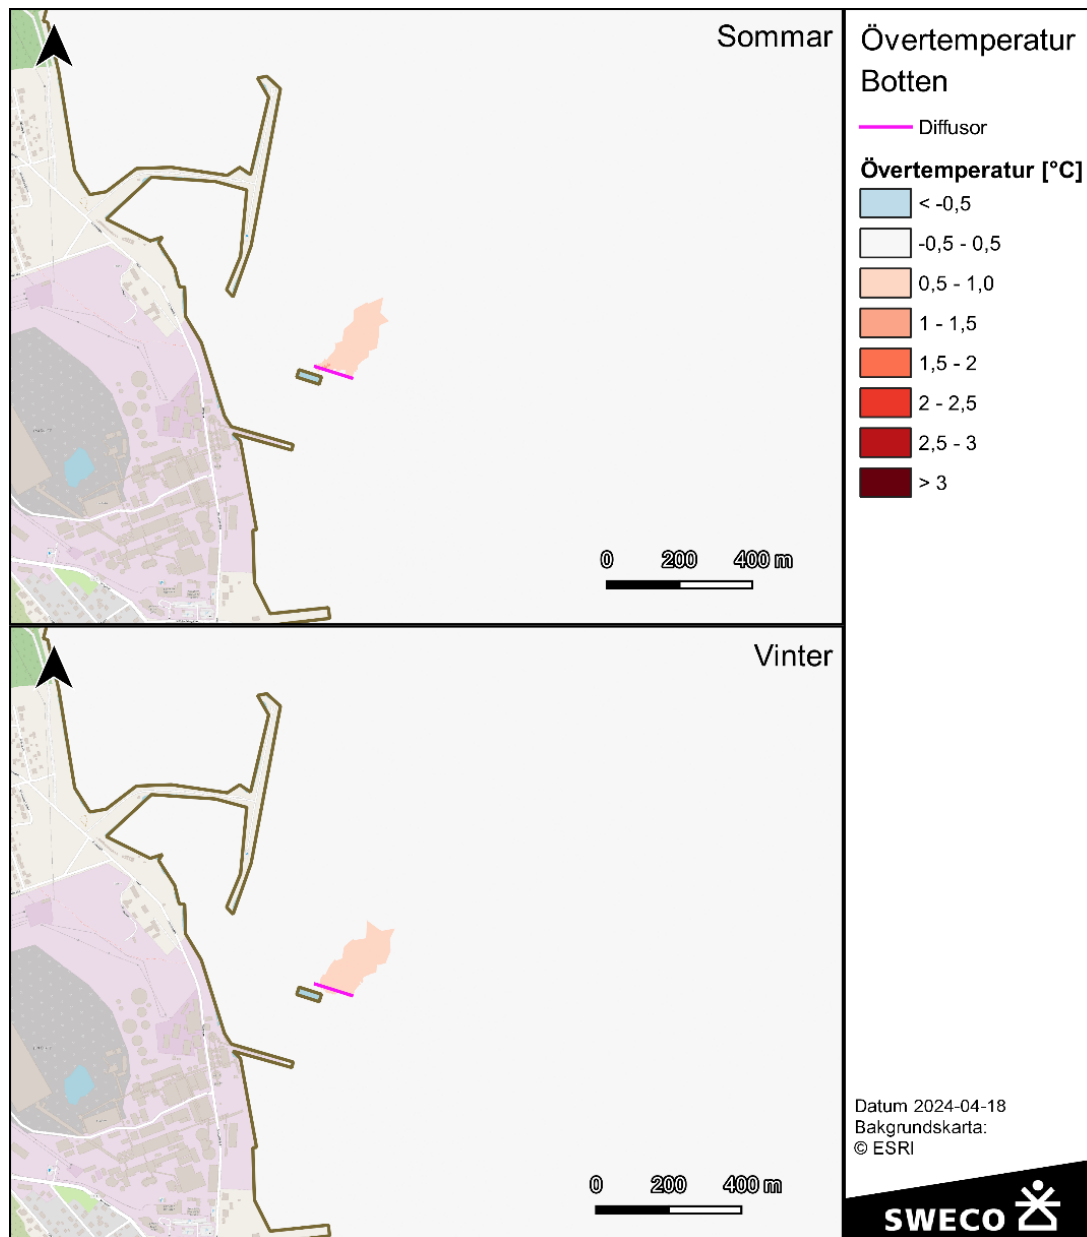 Sommar
0 200 400 m
Vinter
0 200 400 m
Övertemperatur
Botten
Diffusor
Övertemperatur [°C]
< -0,5
-0,5 - 0,5
0,5 - 1,0
1 - 1,5
1,5 - 2
2 - 2,5
2,5 - 3
> 3
Datum 2024-04-18
Bakgrundskarta:
© ESRI
SWECO